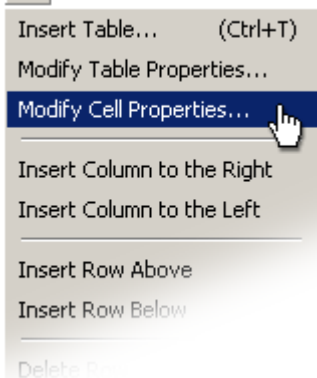 Insert Table... (Ctrl+T)
Modify Table Properties...
Modify Cell Properties...
Insert Column to the Right
Insert Column to the Left
Insert Row Above
Insert Row Below
Delete